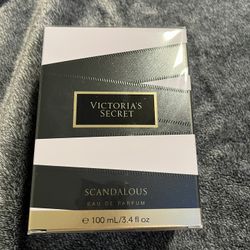 VICTORIA'S
SECRET
SCANDALOUS
EAU DE PARFUM
℮ 100 mL/3.4 fl oz